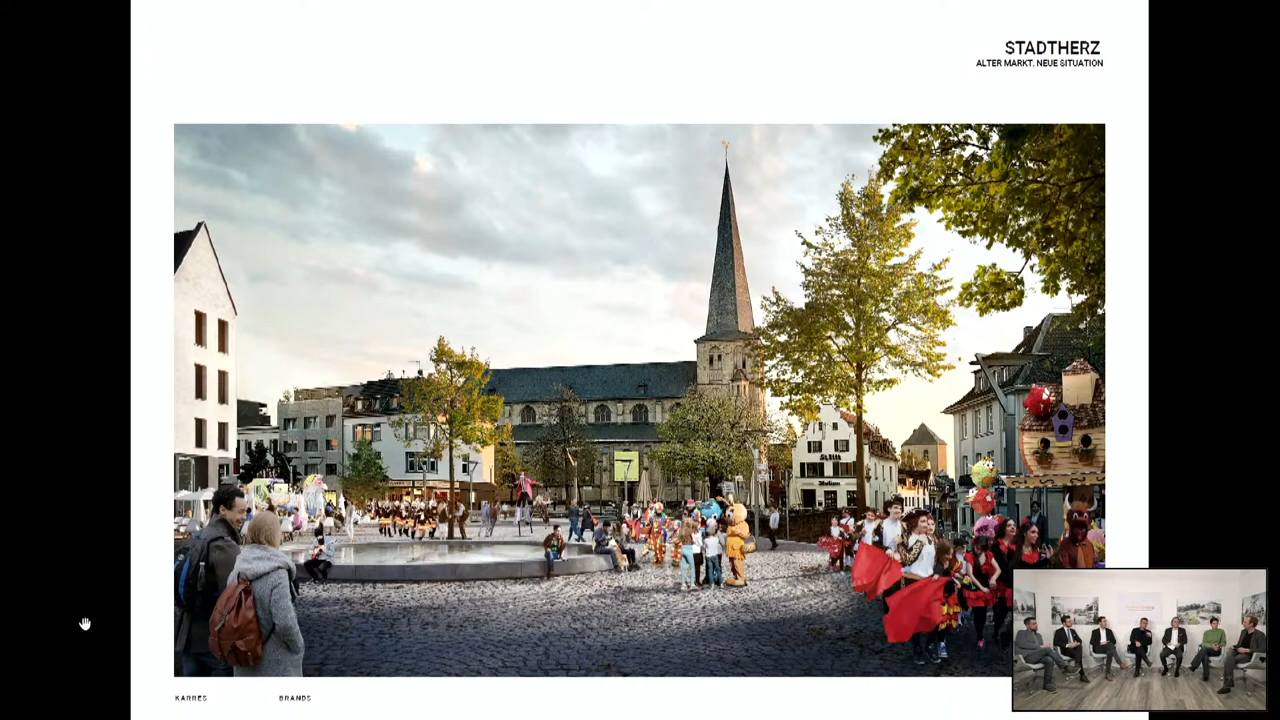 STADTHERZ
ALTER MARKT. NEUE SITUATION
KARRES
BRANDS